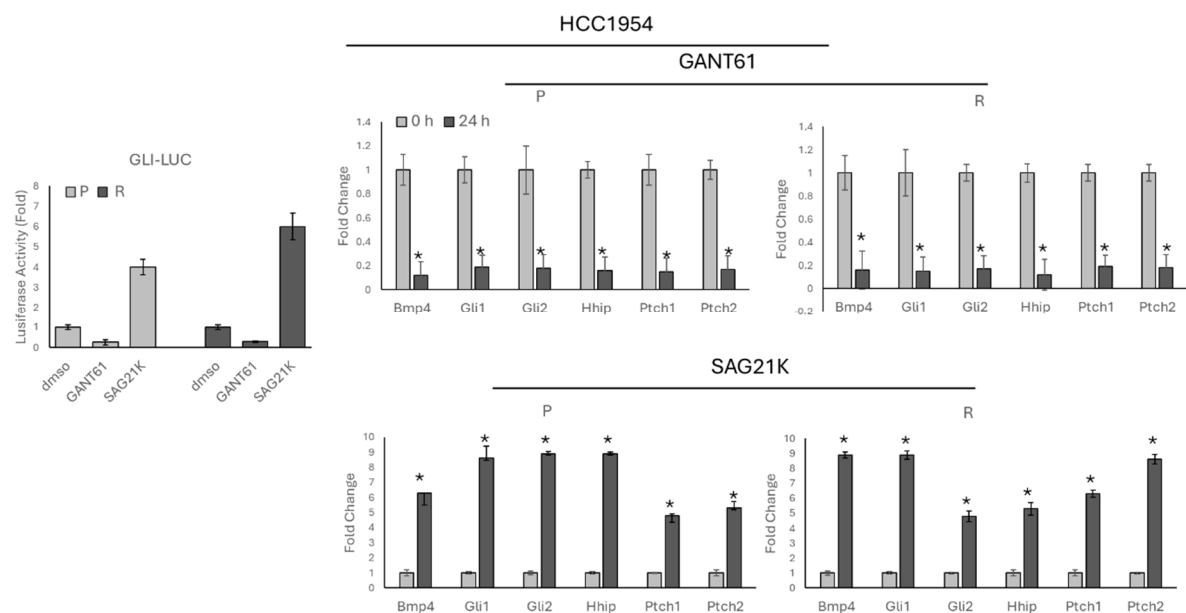 HCC1954
GANT61
P
R
0 h
24 h
1.4
1.2
1
0.8
0.6
0.4
0.2
0
Fold Change
*
*
*
*
*
*
Bmp4
Gli1
Gli2
Hhip
Ptch1
Ptch2
1.4
1.2
1
0.8
0.6
0.4
0.2
0
-0.2
Fold Change
*
*
*
*
*
*
Bmp4
Gli1
Gli2
Hhip
Ptch1
Ptch2
GLI-LUC
P
R
8
7
6
5
4
3
2
1
0
Lusiferase Activity (Fold)
dmso
GANT61
SAG21K
dmso
GANT61
SAG21K
SAG21K
P
R
10
9
8
7
6
5
4
3
2
1
0
Fold Change
*
*
*
*
*
*
Bmp4
Gli1
Gli2
Hhip
Ptch1
Ptch2
10
9
8
7
6
5
4
3
2
1
0
Fold Change
*
*
*
*
*
*
Bmp4
Gli1
Gli2
Hhip
Ptch1
Ptch2